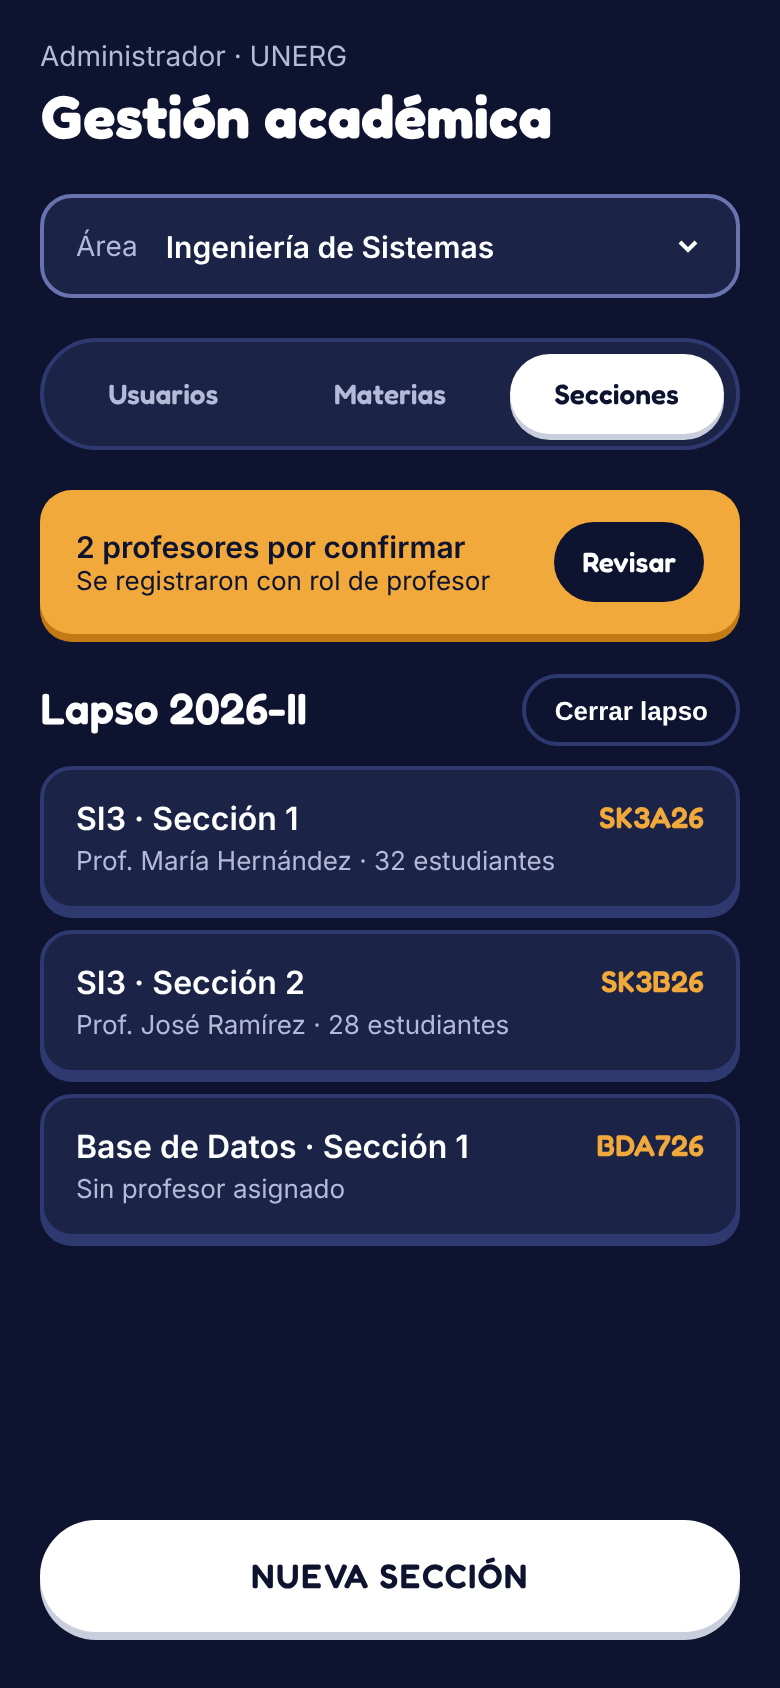 Administrador · UNERG
Gestión académica
Área Ingeniería de Sistemas
Usuarios Materias Secciones
2 profesores por confirmar
Se registraron con rol de profesor
Revisar
Lapso 2026-II
Cerrar lapso
SI3 · Sección 1
SK3A26
Prof. María Hernández · 32 estudiantes
SI3 · Sección 2
SK3B26
Prof. José Ramírez · 28 estudiantes
Base de Datos · Sección 1
BDA726
Sin profesor asignado
NUEVA SECCIÓN